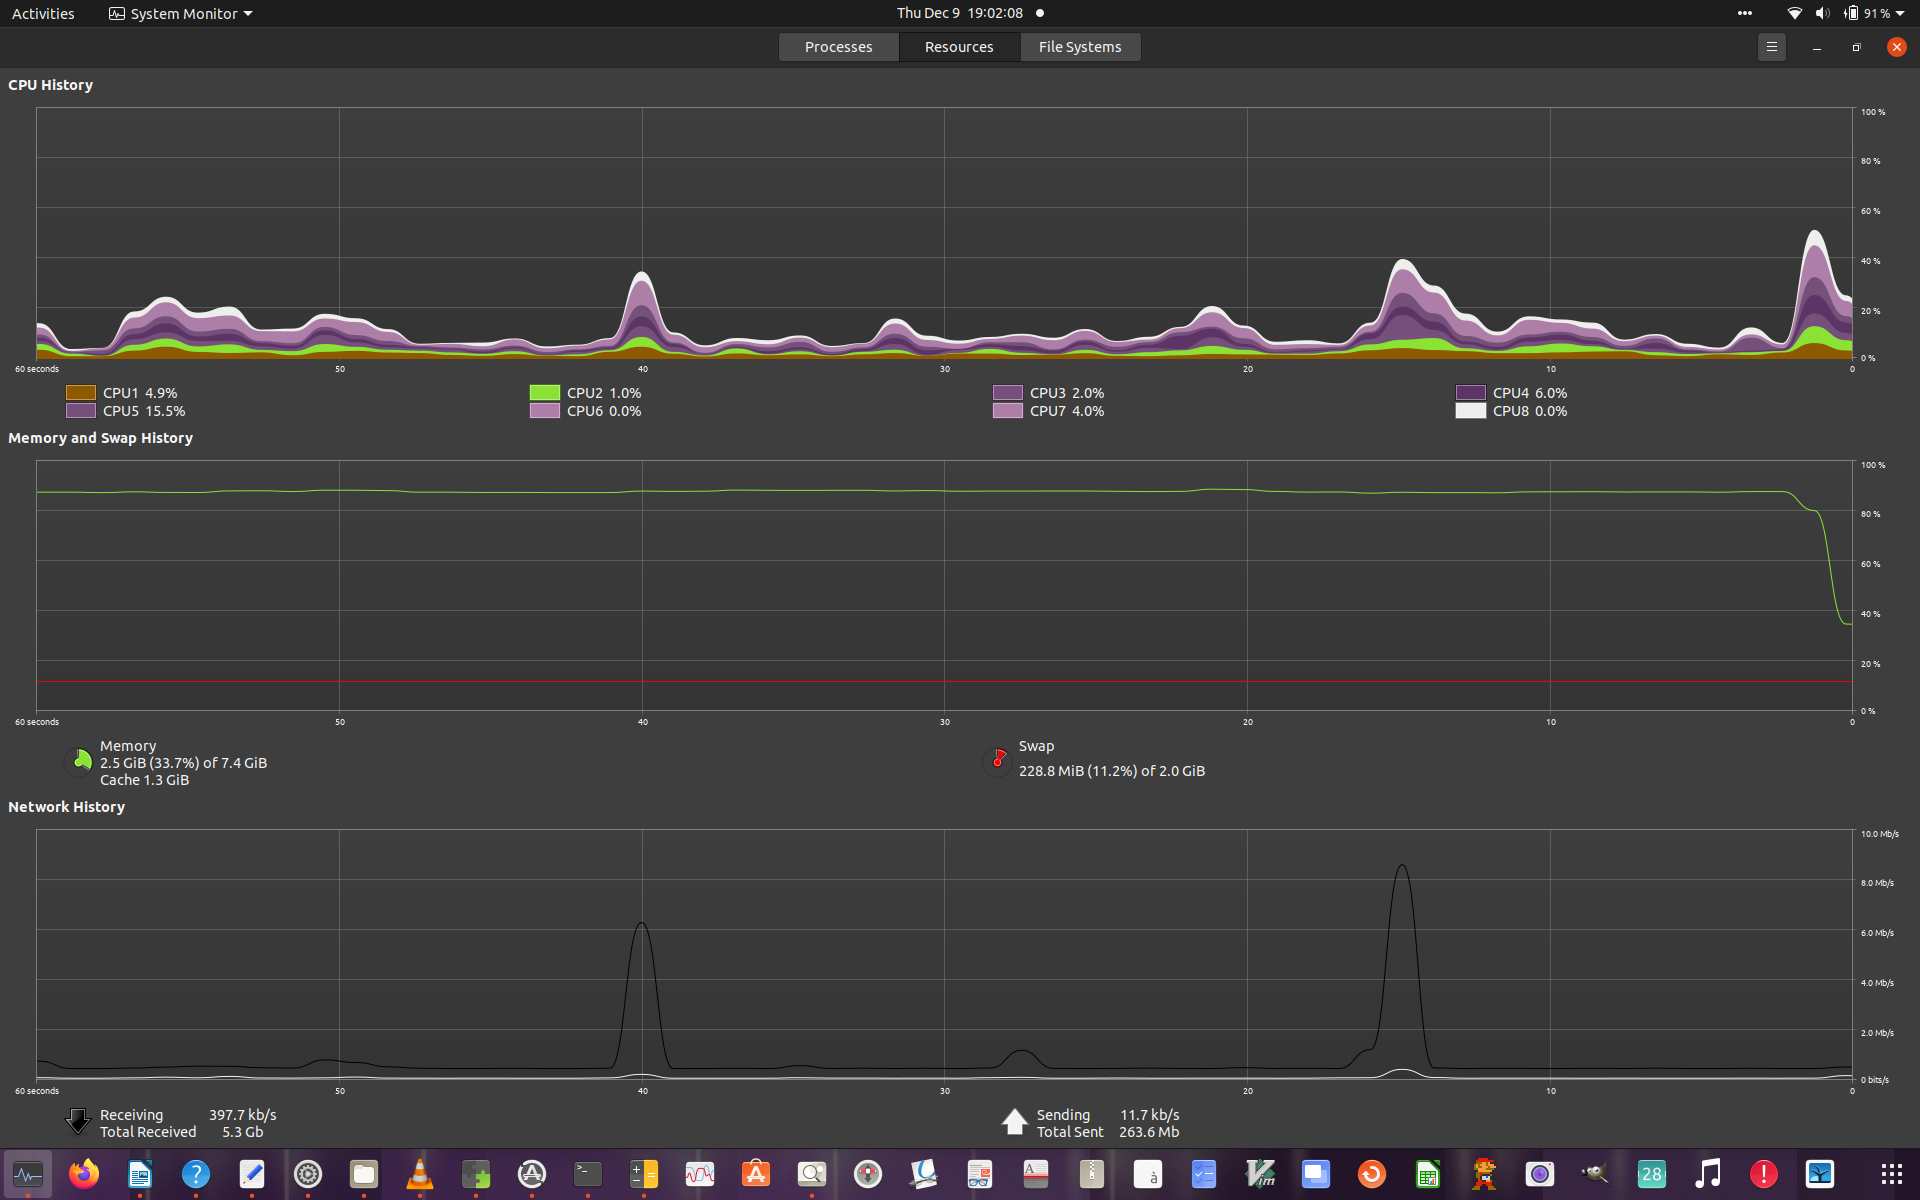 Activities System Monitor Thu Dec 9 19:02:08 91 %
Processes Resources File Systems
CPU History
100 %
80 %
60 %
40 %
20 %
0 %
60 seconds 50 40 30 20 10 0
CPU1 4.9% CPU2 1.0% CPU3 2.0% CPU4 6.0%
CPU5 15.5% CPU6 0.0% CPU7 4.0% CPU8 0.0%
Memory and Swap History
100 %
80 %
60 %
40 %
20 %
0 %
60 seconds 50 40 30 20 10 0
Memory Swap
2.5 GiB (33.7%) of 7.4 GiB 228.8 MiB (11.2%) of 2.0 GiB
Cache 1.3 GiB
Network History
10.0 Mb/s
8.0 Mb/s
6.0 Mb/s
4.0 Mb/s
2.0 Mb/s
0 bits/s
60 seconds 50 40 30 20 10 0
Receiving 397.7 kb/s Sending 11.7 kb/s
Total Received 5.3 Gb Total Sent 263.6 Mb
? >_ A à Vim 28 !